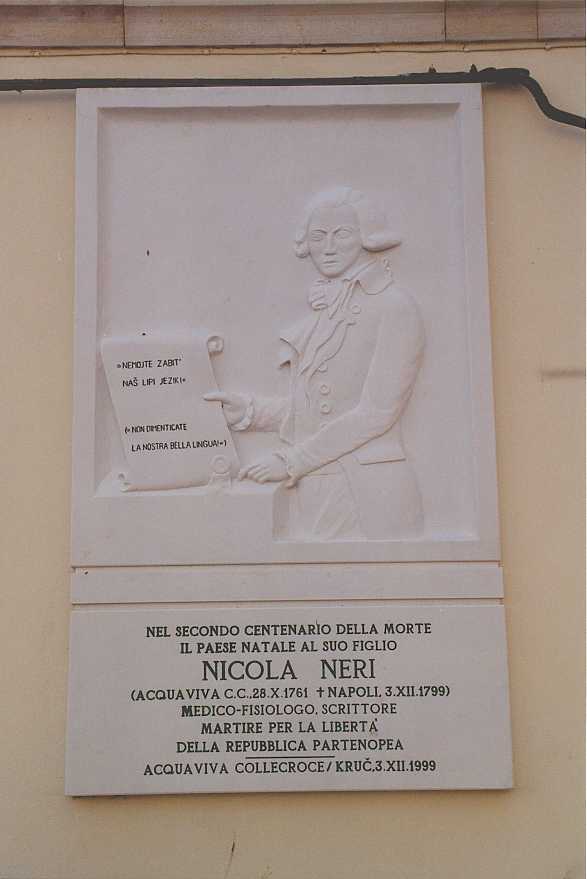 »NEMOJTE ZABIT'
NAŠ LIPI JEZIK!«
(»NON DIMENTICATE
LA NOSTRA BELLA LINGUA!«)
NEL SECONDO CENTENARIO DELLA MORTE
IL PAESE NATALE AL SUO FIGLIO
NICOLA NERI
(ACQUAVIVA C.C.,28.X.1761 ✝NAPOLI, 3.XII.1799)
MEDICO-FISIOLOGO, SCRITTORE
MARTIRE PER LA LIBERTA'
DELLA REPUBBLICA PARTENOPEA
ACQUAVIVA COLLECROCE/KRUČ,3.XII.1999